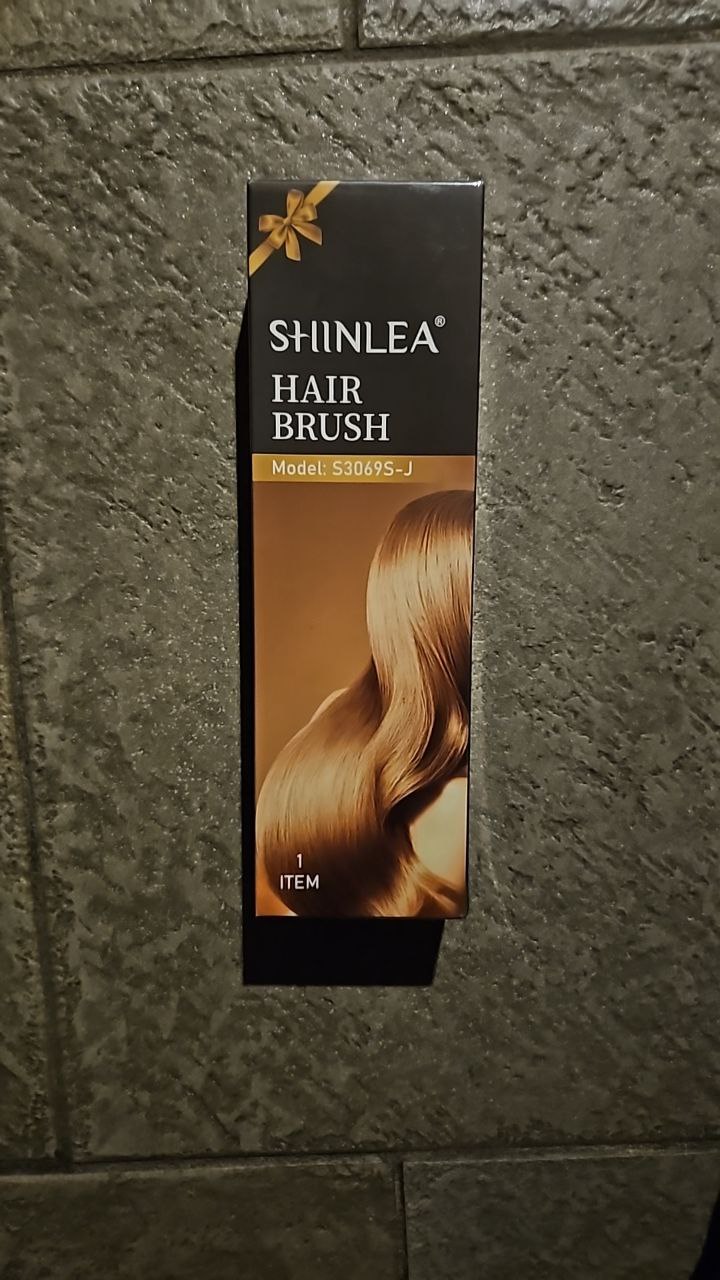 SHINLEA®
HAIR
BRUSH
Model: S3069S-J
1
ITEM